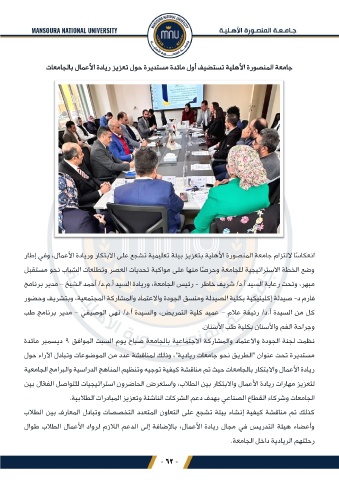 MANSOURA NATIONAL UNIVERSITY
جامعة المنصورة الأهلية
MNU
جامعة المنصورة الأهلية تستضيف أول مائدة مستديرة حول تعزيز ريادة الأعمال بالجامعات
انعكاسًا لالتزام جامعة المنصورة الأهلية بتعزيز بيئة تعليمية تشجع على الابتكار وريادة الأعمال، وفي إطار
وضع الخطة الاستراتيجية للجامعة وحرصًا منها على مواكبة تحديات العصر وتطلعات الشباب نحو مستقبل
مبهر، وتحت رعاية السيد أ.د/ شريف خاطر - رئيس الجامعة، وريادة السيد أ.م.د/ أحمد الشيخ - مدير برنامج
فارم د- صيدلة إكلينيكية بكلية الصيدلة ومنسق الجودة والاعتماد والمشاركة المجتمعية، وبتشريف وحضور
كل من السيدة أ.د/ رئيفة علام - عميد كلية التمريض، والسيدة أ.د/ نهى الوصيفي - مدير برنامج طب
وجراحة الفم والأسنان بكلية طب الأسنان.
نظمت لجنة الجودة والاعتماد والمشاركة الاجتماعية بالجامعة صباح يوم السبت الموافق ٩ ديسمبر مائدة
مستديرة تحت عنوان "الطريق نحو جامعات ريادية"، وذلك لمناقشة عدد من الموضوعات وتبادل الآراء حول
ريادة الأعمال والابتكار بالجامعات حيث تم مناقشة كيفية توجيه وتنظيم المناهج الدراسية والبرامج الجامعية
لتعزيز مهارات ريادة الأعمال والابتكار بين الطلاب، واستعرض الحاضرون استراتيجيات للتواصل الفعّال بين
الجامعات وشركاء القطاع الصناعي بهدف دعم الشركات الناشئة وتعزيز المبادرات الطلابية.
كذلك تم مناقشة كيفية إنشاء بيئة تشجع على التعاون المتعدد التخصصات وتبادل المعارف بين الطلاب
وأعضاء هيئة التدريس في مجال ريادة الأعمال، بالإضافة إلى الدعم اللازم لرواد الأعمال الطلاب طوال
رحلتهم الريادية داخل الجامعة.
- ٦٢ -